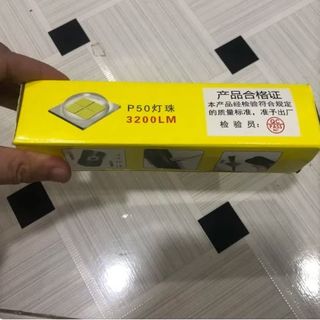 P50灯珠
3200LM
产品合格证
本产品经检验符合规定
的质量标准，准予出厂
检 验 员：